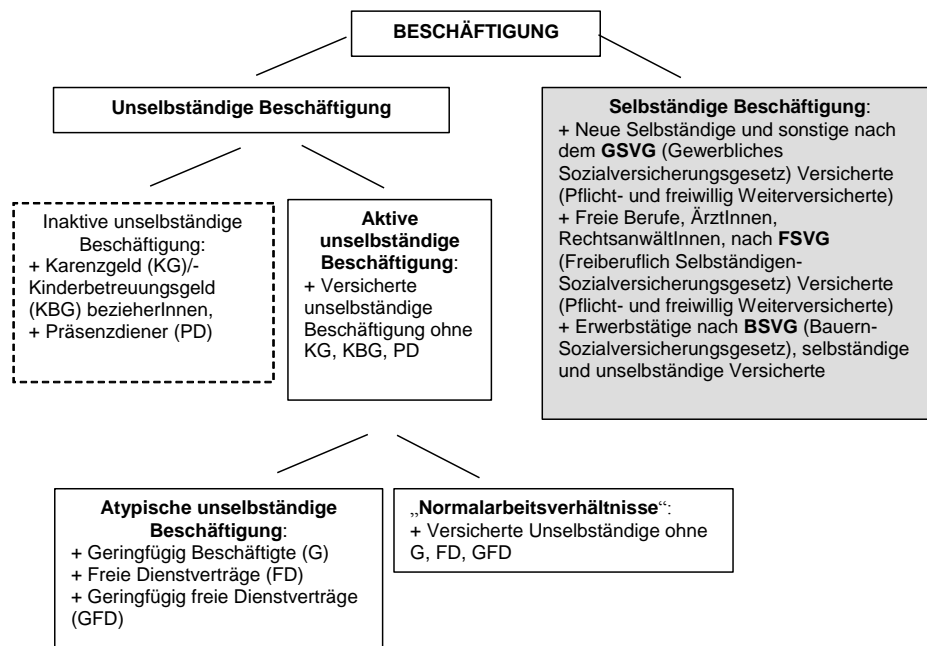 BESCHÄFTIGUNG
Unselbständige Beschäftigung
Selbständige Beschäftigung:
+ Neue Selbständige und sonstige nach
dem GSVG (Gewerbliches
Sozialversicherungsgesetz) Versicherte
(Pflicht- und freiwillig Weiterversicherte)
+ Freie Berufe, ÄrztInnen,
RechtsanwältInnen, nach FSVG
(Freiberuflich Selbständigen-
Sozialversicherungsgesetz) Versicherte
(Pflicht- und freiwillig Weiterversicherte)
+ Erwerbstätige nach BSVG (Bauern-
Sozialversicherungsgesetz), selbständige
und unselbständige Versicherte
Inaktive unselbständige
Beschäftigung:
+ Karenzgeld (KG)/-
Kinderbetreuungsgeld
(KBG) bezieherInnen,
+ Präsenzdiener (PD)
Aktive
unselbständige
Beschäftigung:
+ Versicherte
unselbständige
Beschäftigung ohne
KG, KBG, PD
Atypische unselbständige
Beschäftigung:
+ Geringfügig Beschäftigte (G)
+ Freie Dienstverträge (FD)
+ Geringfügig freie Dienstverträge
(GFD)
„Normalarbeitsverhältnisse“:
+ Versicherte Unselbständige ohne
G, FD, GFD